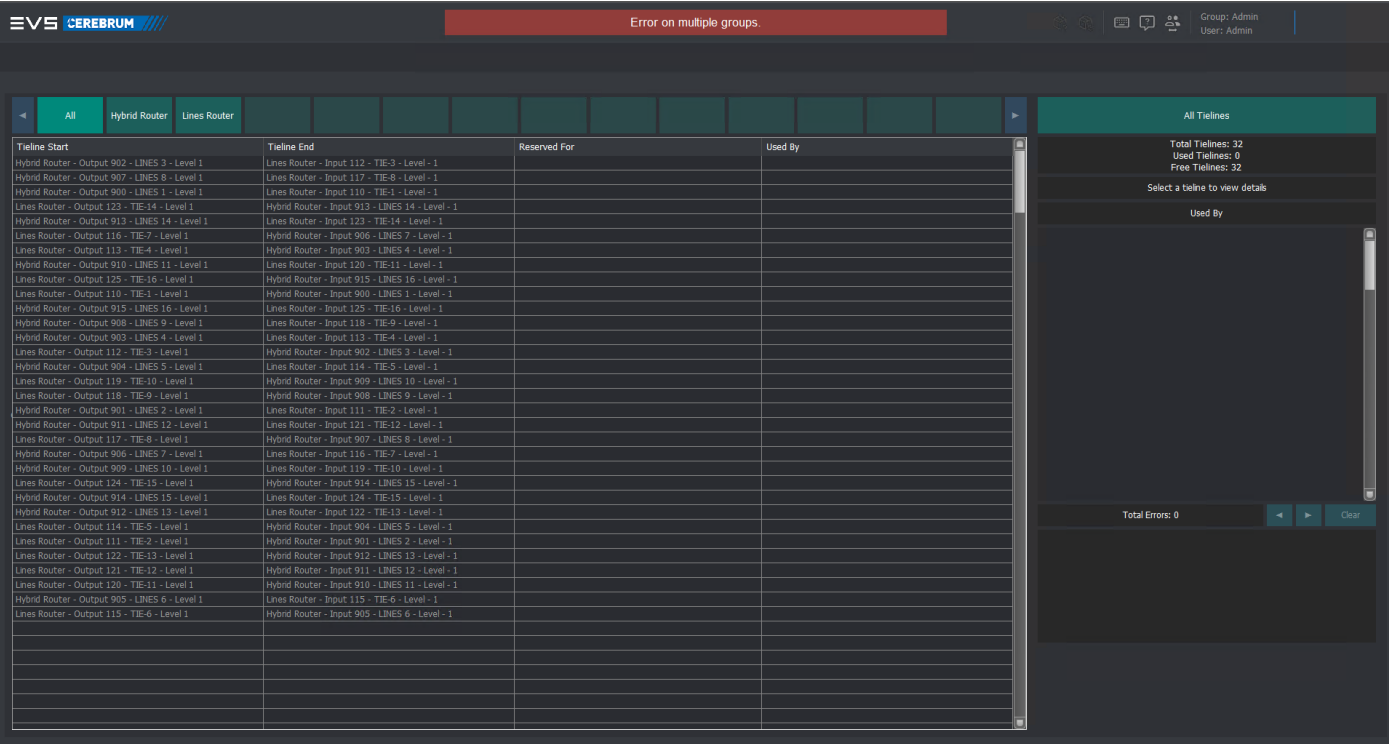 EVS CEREBRUM
Error on multiple groups.
Group: Admin
User: Admin
All Hybrid Router Lines Router
All Tielines
Total Tielines: 32
Used Tielines: 0
Free Tielines: 32
Select a tieline to view details
Used By
Total Errors: 0 Clear
Tieline Start Tieline End Reserved For Used By
Hybrid Router - Output 902 - LINES 3 - Level 1 Lines Router - Input 112 - TIE-3 - Level - 1
Hybrid Router - Output 907 - LINES 8 - Level 1 Lines Router - Input 117 - TIE-8 - Level - 1
Hybrid Router - Output 900 - LINES 1 - Level 1 Lines Router - Input 110 - TIE-1 - Level - 1
Lines Router - Output 123 - TIE-14 - Level 1 Hybrid Router - Input 913 - LINES 14 - Level - 1
Hybrid Router - Output 913 - LINES 14 - Level 1 Lines Router - Input 123 - TIE-14 - Level - 1
Lines Router - Output 116 - TIE-7 - Level 1 Hybrid Router - Input 906 - LINES 7 - Level - 1
Lines Router - Output 113 - TIE-4 - Level 1 Hybrid Router - Input 903 - LINES 4 - Level - 1
Hybrid Router - Output 910 - LINES 11 - Level 1 Lines Router - Input 120 - TIE-11 - Level - 1
Lines Router - Output 125 - TIE-16 - Level 1 Hybrid Router - Input 915 - LINES 16 - Level - 1
Lines Router - Output 110 - TIE-1 - Level 1 Hybrid Router - Input 900 - LINES 1 - Level - 1
Hybrid Router - Output 915 - LINES 16 - Level 1 Lines Router - Input 125 - TIE-16 - Level - 1
Hybrid Router - Output 908 - LINES 9 - Level 1 Lines Router - Input 118 - TIE-9 - Level - 1
Hybrid Router - Output 903 - LINES 4 - Level 1 Lines Router - Input 113 - TIE-4 - Level - 1
Lines Router - Output 112 - TIE-3 - Level 1 Hybrid Router - Input 902 - LINES 3 - Level - 1
Hybrid Router - Output 904 - LINES 5 - Level 1 Lines Router - Input 114 - TIE-5 - Level - 1
Lines Router - Output 119 - TIE-10 - Level 1 Hybrid Router - Input 909 - LINES 10 - Level - 1
Lines Router - Output 118 - TIE-9 - Level 1 Hybrid Router - Input 908 - LINES 9 - Level - 1
Hybrid Router - Output 901 - LINES 2 - Level 1 Lines Router - Input 111 - TIE-2 - Level - 1
Hybrid Router - Output 911 - LINES 12 - Level 1 Lines Router - Input 121 - TIE-12 - Level - 1
Lines Router - Output 117 - TIE-8 - Level 1 Hybrid Router - Input 907 - LINES 8 - Level - 1
Hybrid Router - Output 906 - LINES 7 - Level 1 Lines Router - Input 116 - TIE-7 - Level - 1
Hybrid Router - Output 909 - LINES 10 - Level 1 Lines Router - Input 119 - TIE-10 - Level - 1
Lines Router - Output 124 - TIE-15 - Level 1 Hybrid Router - Input 914 - LINES 15 - Level - 1
Hybrid Router - Output 914 - LINES 15 - Level 1 Lines Router - Input 124 - TIE-15 - Level - 1
Hybrid Router - Output 912 - LINES 13 - Level 1 Lines Router - Input 122 - TIE-13 - Level - 1
Lines Router - Output 114 - TIE-5 - Level 1 Hybrid Router - Input 904 - LINES 5 - Level - 1
Lines Router - Output 111 - TIE-2 - Level 1 Hybrid Router - Input 901 - LINES 2 - Level - 1
Lines Router - Output 122 - TIE-13 - Level 1 Hybrid Router - Input 912 - LINES 13 - Level - 1
Lines Router - Output 121 - TIE-12 - Level 1 Hybrid Router - Input 911 - LINES 12 - Level - 1
Lines Router - Output 120 - TIE-11 - Level 1 Hybrid Router - Input 910 - LINES 11 - Level - 1
Hybrid Router - Output 905 - LINES 6 - Level 1 Lines Router - Input 115 - TIE-6 - Level - 1
Lines Router - Output 115 - TIE-6 - Level 1 Hybrid Router - Input 905 - LINES 6 - Level - 1